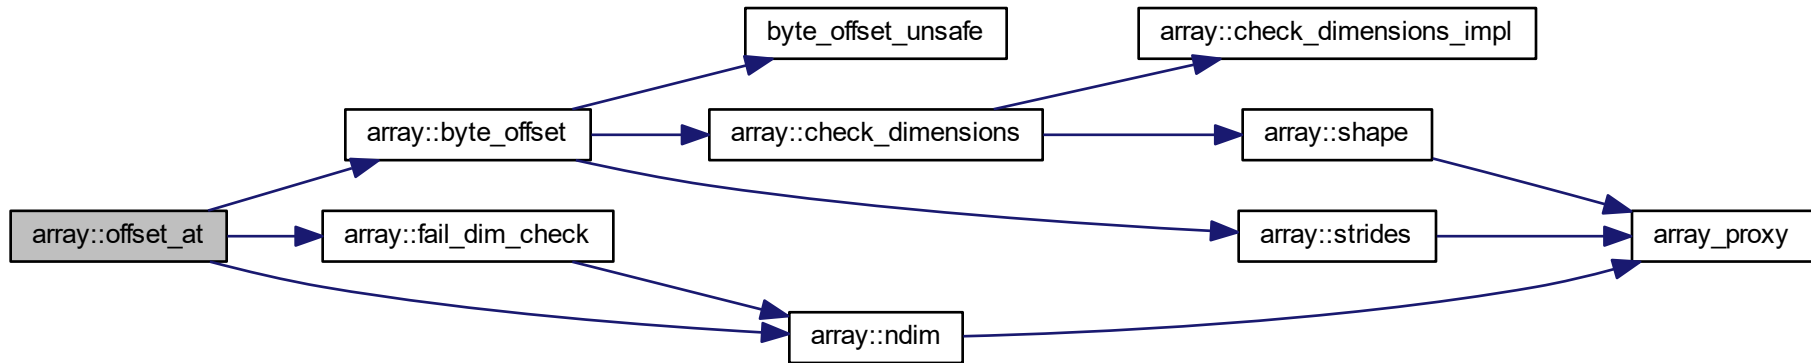 byte_offset_unsafe
array::check_dimensions_impl
array::byte_offset
array::check_dimensions
array::shape
array::offset_at
array::fail_dim_check
array::strides
array_proxy
array::ndim